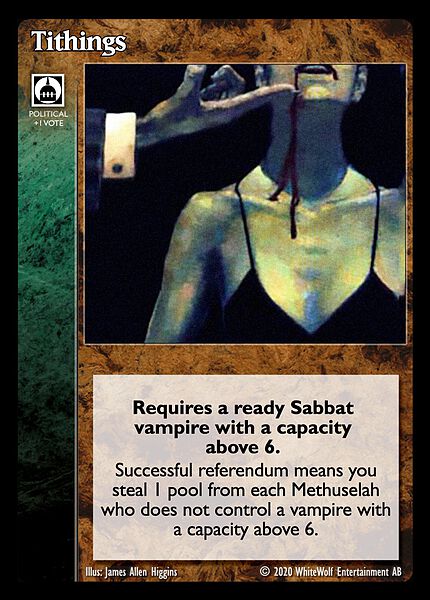 Tithings
POLITICAL
+1 VOTE
Requires a ready Sabbat
vampire with a capacity
above 6.
Successful referendum means you
steal 1 pool from each Methuselah
who does not control a vampire with
a capacity above 6.
Illus: James Allen Higgins © 2020 WhiteWolf Entertainment AB